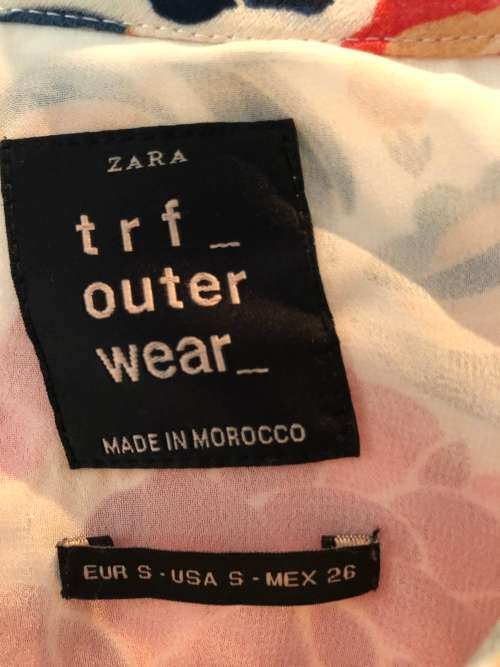 ZARA
trf_
outer
wear_
MADE IN MOROCCO
EUR S - USA S - MEX 26